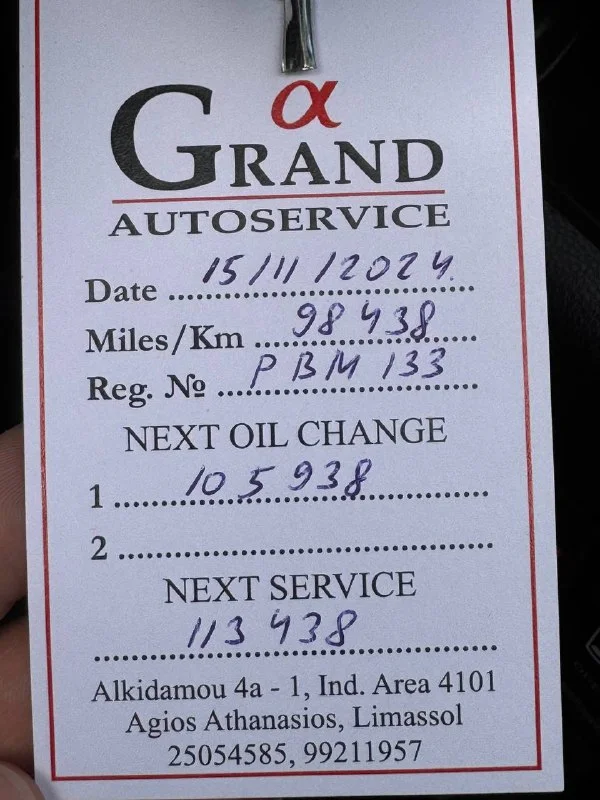 α
GRAND
AUTOSERVICE
Date 15/11/2024.
Miles/Km 98438
Reg. № PBM 133
NEXT OIL CHANGE
1 105938
2
NEXT SERVICE
113438
Alkidamou 4a - 1, Ind. Area 4101
Agios Athanasios, Limassol
25054585, 99211957